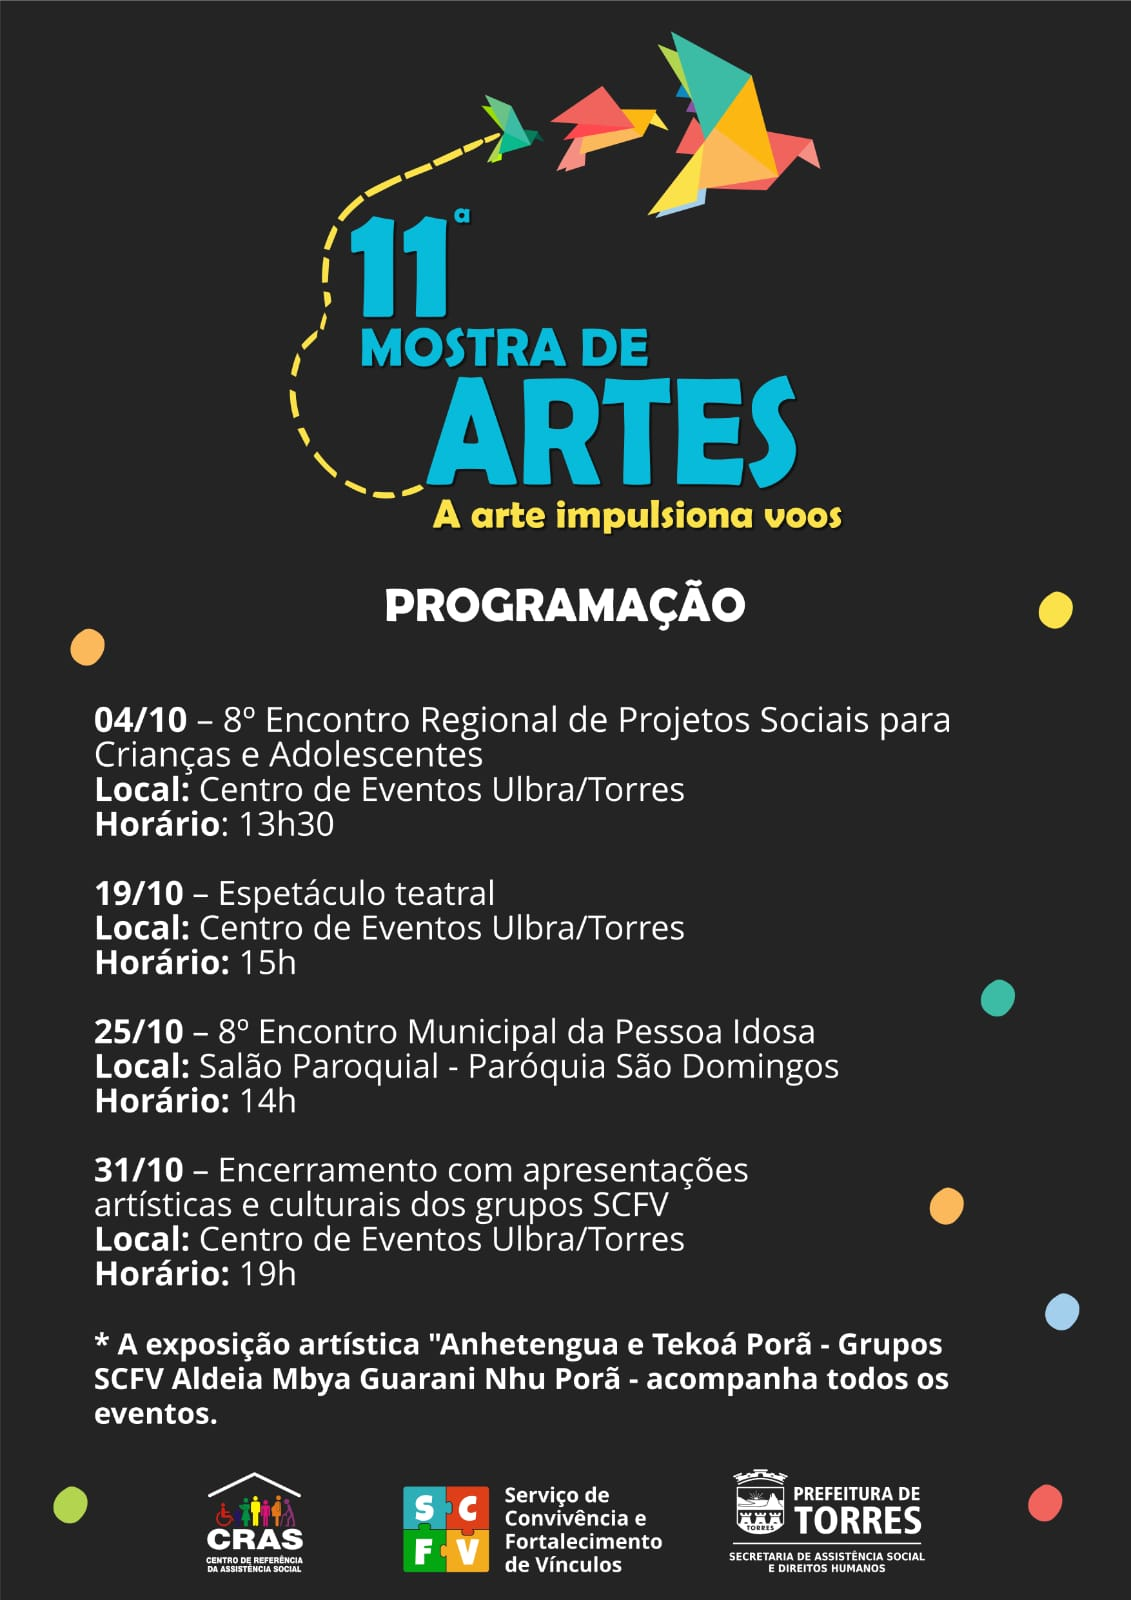 11ª
MOSTRA DE
ARTES
A arte impulsiona voos
PROGRAMAÇÃO
04/10 – 8º Encontro Regional de Projetos Sociais para
Crianças e Adolescentes
Local: Centro de Eventos Ulbra/Torres
Horário: 13h30
19/10 – Espetáculo teatral
Local: Centro de Eventos Ulbra/Torres
Horário: 15h
25/10 – 8º Encontro Municipal da Pessoa Idosa
Local: Salão Paroquial - Paróquia São Domingos
Horário: 14h
31/10 – Encerramento com apresentações
artísticas e culturais dos grupos SCFV
Local: Centro de Eventos Ulbra/Torres
Horário: 19h
* A exposição artística "Anhetengua e Tekoá Porã - Grupos
SCFV Aldeia Mbya Guarani Nhu Porã - acompanha todos os
eventos.
CRAS
CENTRO DE REFERÊNCIA
DA ASSISTÊNCIA SOCIAL
S C
F V
Serviço de
Convivência e
Fortalecimento
de Vínculos
TORRES
PREFEITURA DE
TORRES
SECRETARIA DE ASSISTÊNCIA SOCIAL
E DIREITOS HUMANOS